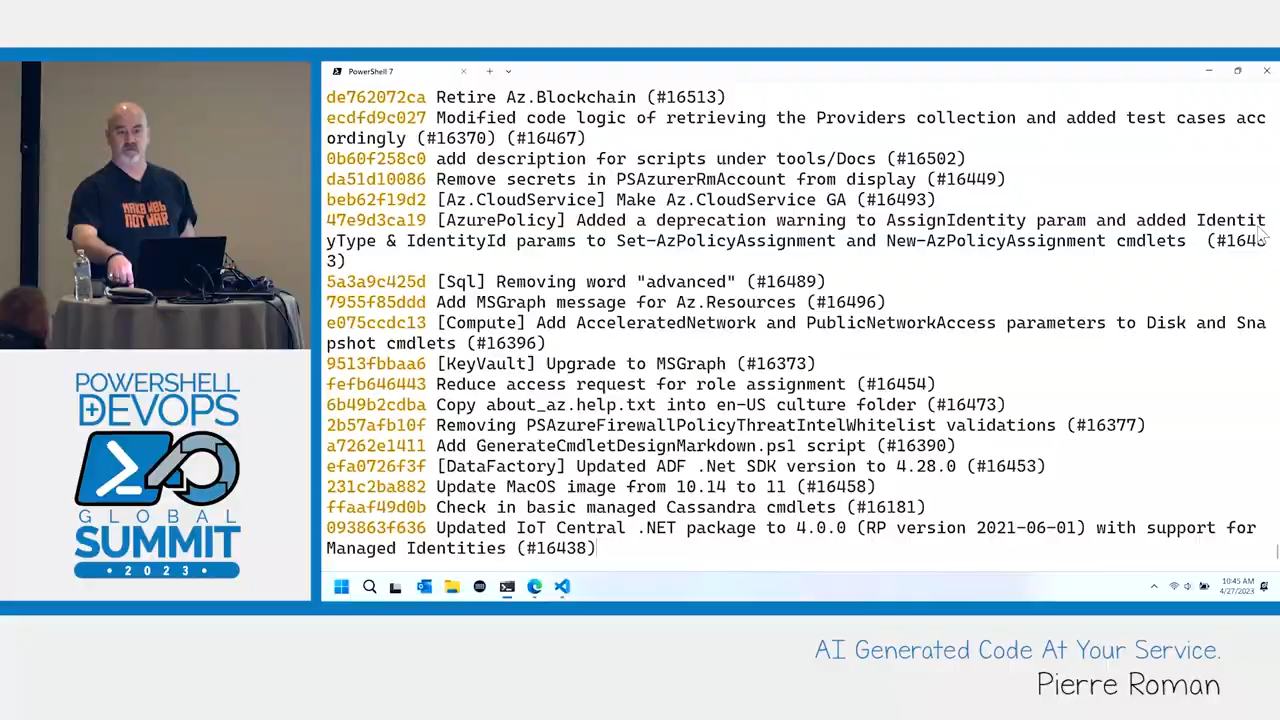 PowerShell 7
de762072ca Retire Az.Blockchain (#16513)
ecdfd9c027 Modified code logic of retrieving the Providers collection and added test cases acc
ordingly (#16370) (#16467)
0b60f258c0 add description for scripts under tools/Docs (#16502)
da51d10086 Remove secrets in PSAzurerRmAccount from display (#16449)
beb62f19d2 [Az.CloudService] Make Az.CloudService GA (#16493)
47e9d3ca19 [AzurePolicy] Added a deprecation warning to AssignIdentity param and added Identit
yType & IdentityId params to Set-AzPolicyAssignment and New-AzPolicyAssignment cmdlets (#1643
3)
5a3a9c425d [Sql] Removing word "advanced" (#16489)
7955f85ddd Add MSGraph message for Az.Resources (#16496)
e075ccdc13 [Compute] Add AcceleratedNetwork and PublicNetworkAccess parameters to Disk and Sna
pshot cmdlets (#16396)
9513fbbaa6 [KeyVault] Upgrade to MSGraph (#16373)
fefb646443 Reduce access request for role assignment (#16454)
6b49b2cdba Copy about_az.help.txt into en-US culture folder (#16473)
2b57afb10f Removing PSAzureFirewallPolicyThreatIntelWhitelist validations (#16377)
a7262e1411 Add GenerateCmdletDesignMarkdown.ps1 script (#16390)
efa0726f3f [DataFactory] Updated ADF .Net SDK version to 4.28.0 (#16453)
231c2ba882 Update MacOS image from 10.14 to 11 (#16458)
ffaaf49d0b Check in basic managed Cassandra cmdlets (#16181)
093863f636 Updated IoT Central .NET package to 4.0.0 (RP version 2021-06-01) with support for
Managed Identities (#16438)
10:45 AM
4/27/2023
MAKE WEB
NOT WAR
POWERSHELL
+DEVOPS
GLOBAL
SUMMIT
• 2023 •
AI Generated Code At Your Service.
Pierre Roman